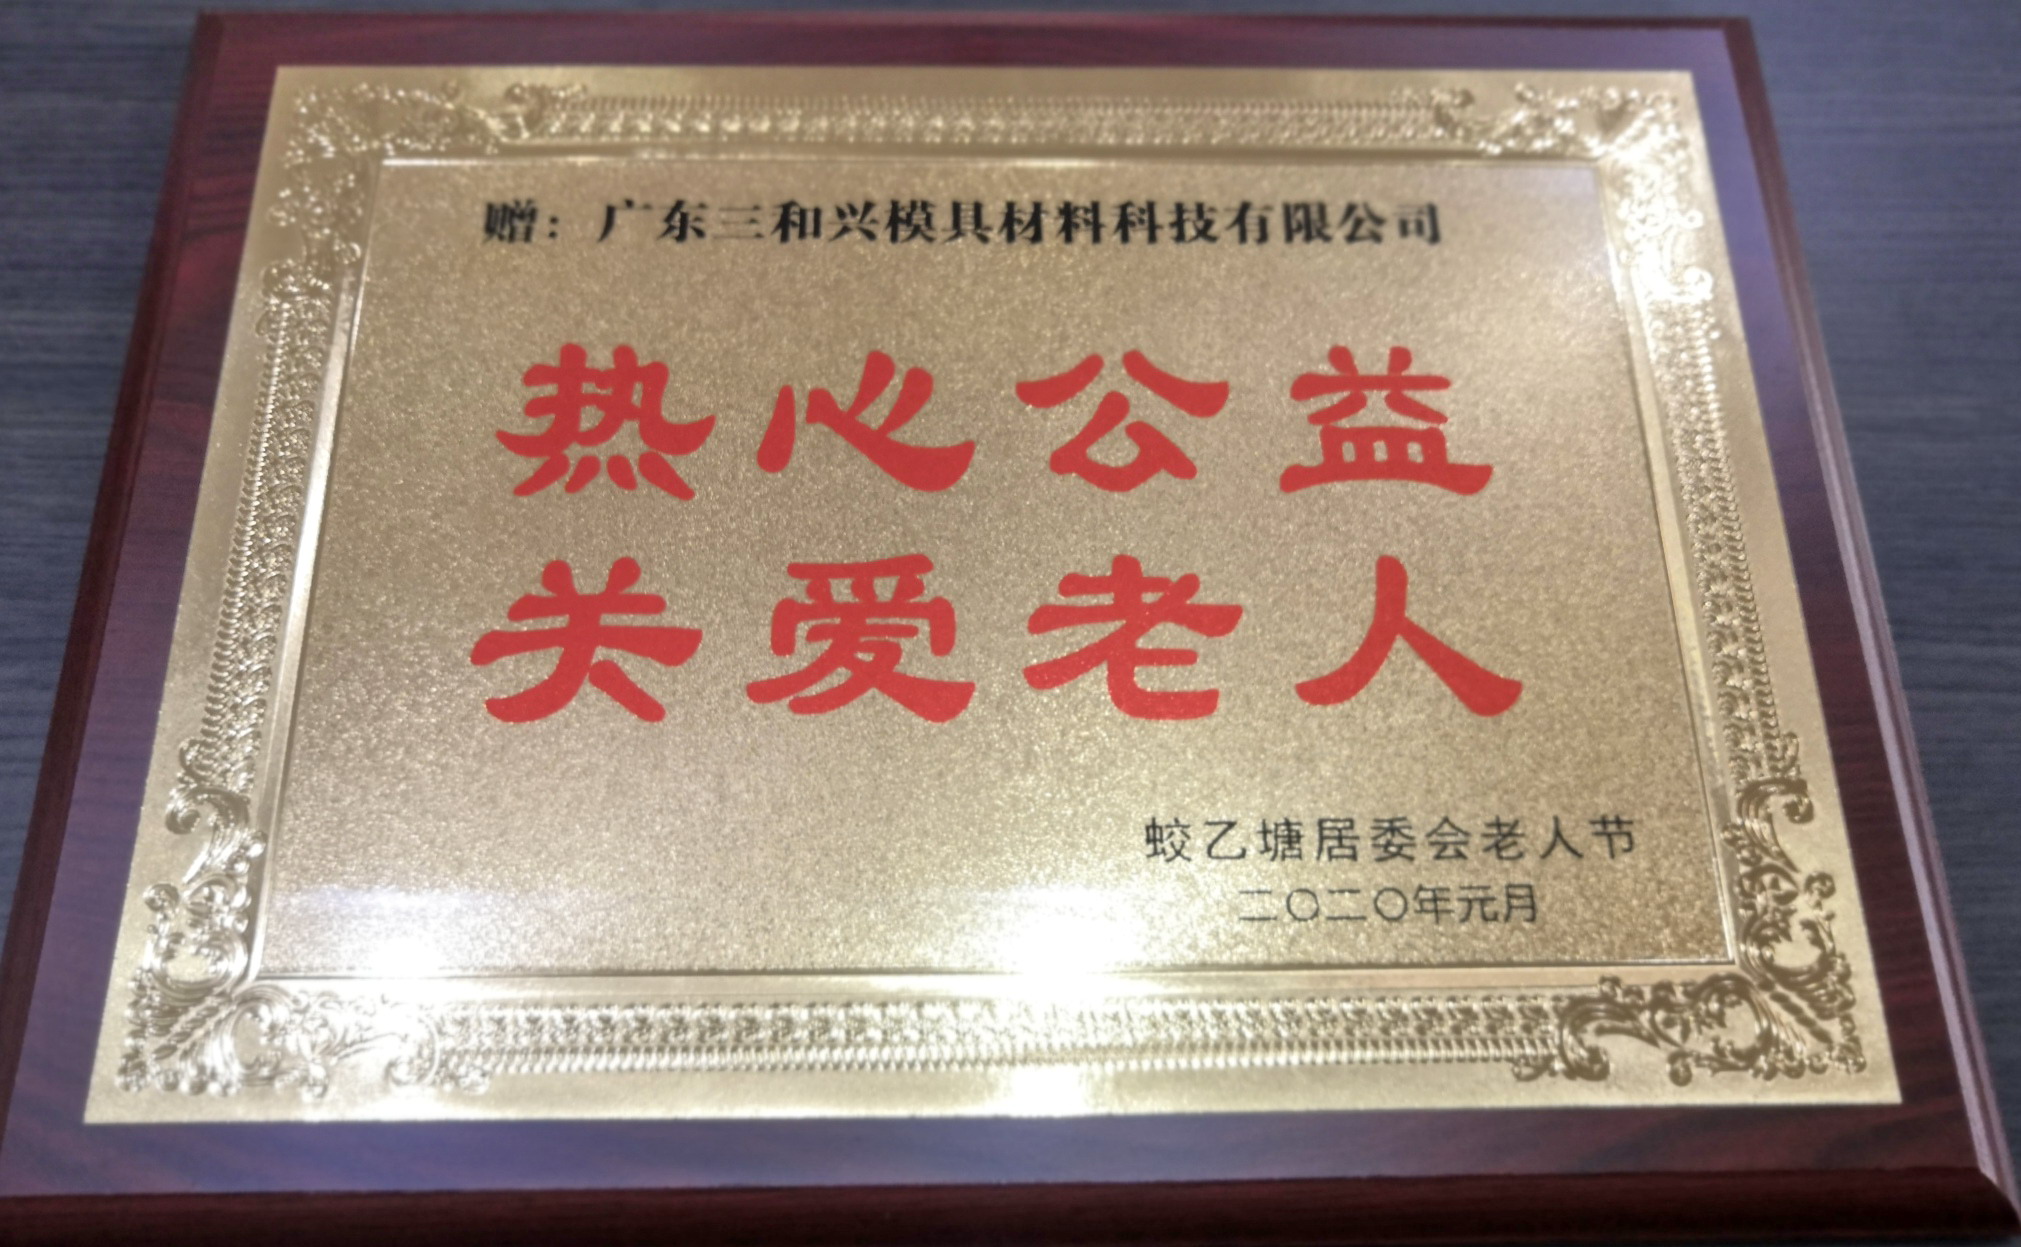 赠：广东三和兴模具材料科技有限公司
热心公益
关爱老人
蛟乙塘居委会老人节
二〇二〇年元月